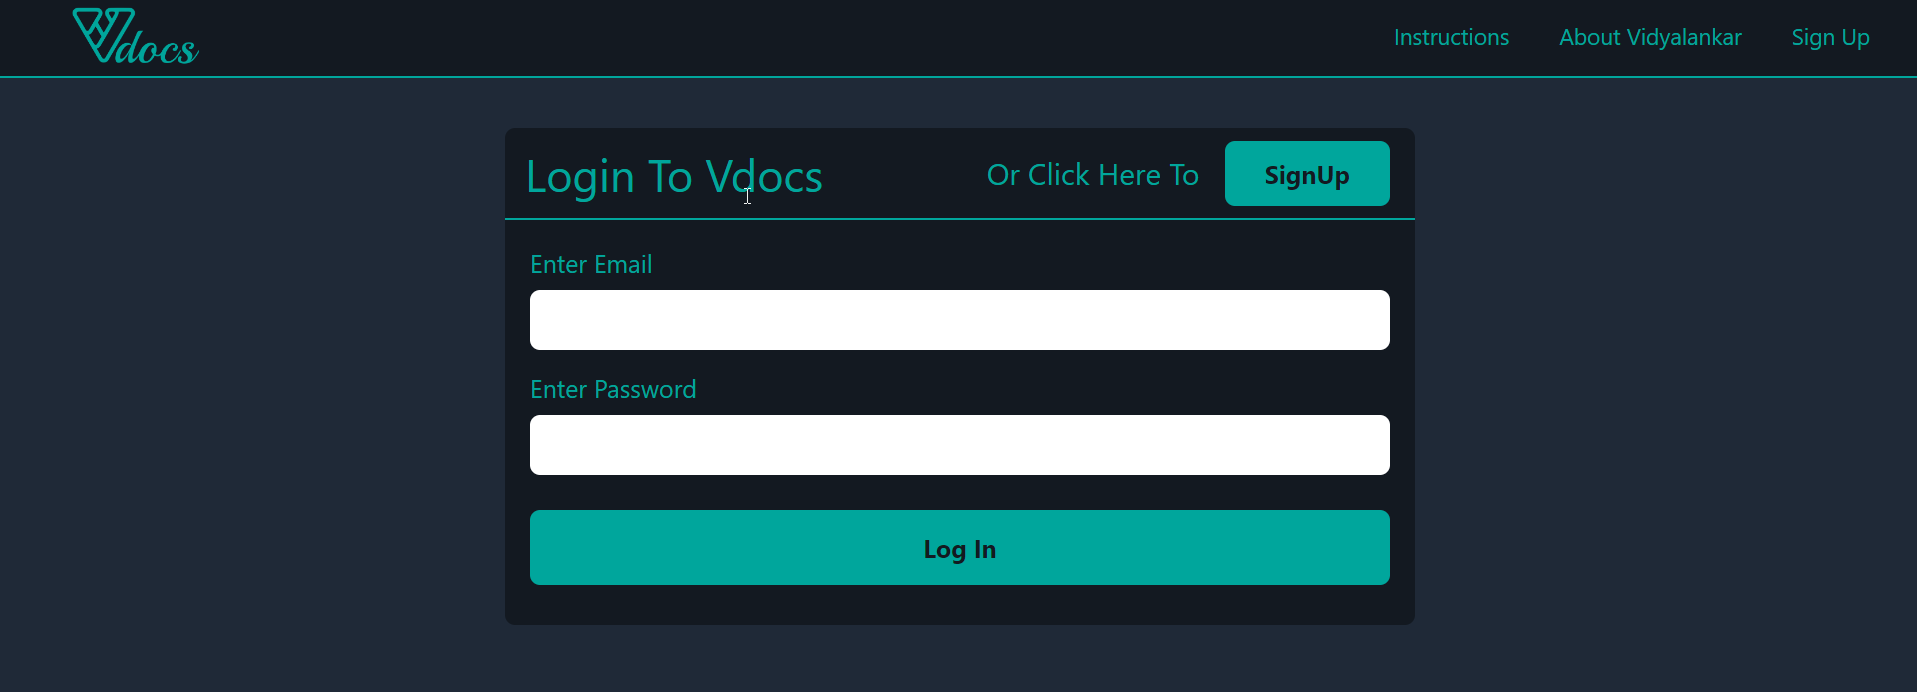 Vdocs
Instructions About Vidyalankar Sign Up
Login To Vdocs Or Click Here To SignUp
Enter Email
Enter Password
Log In